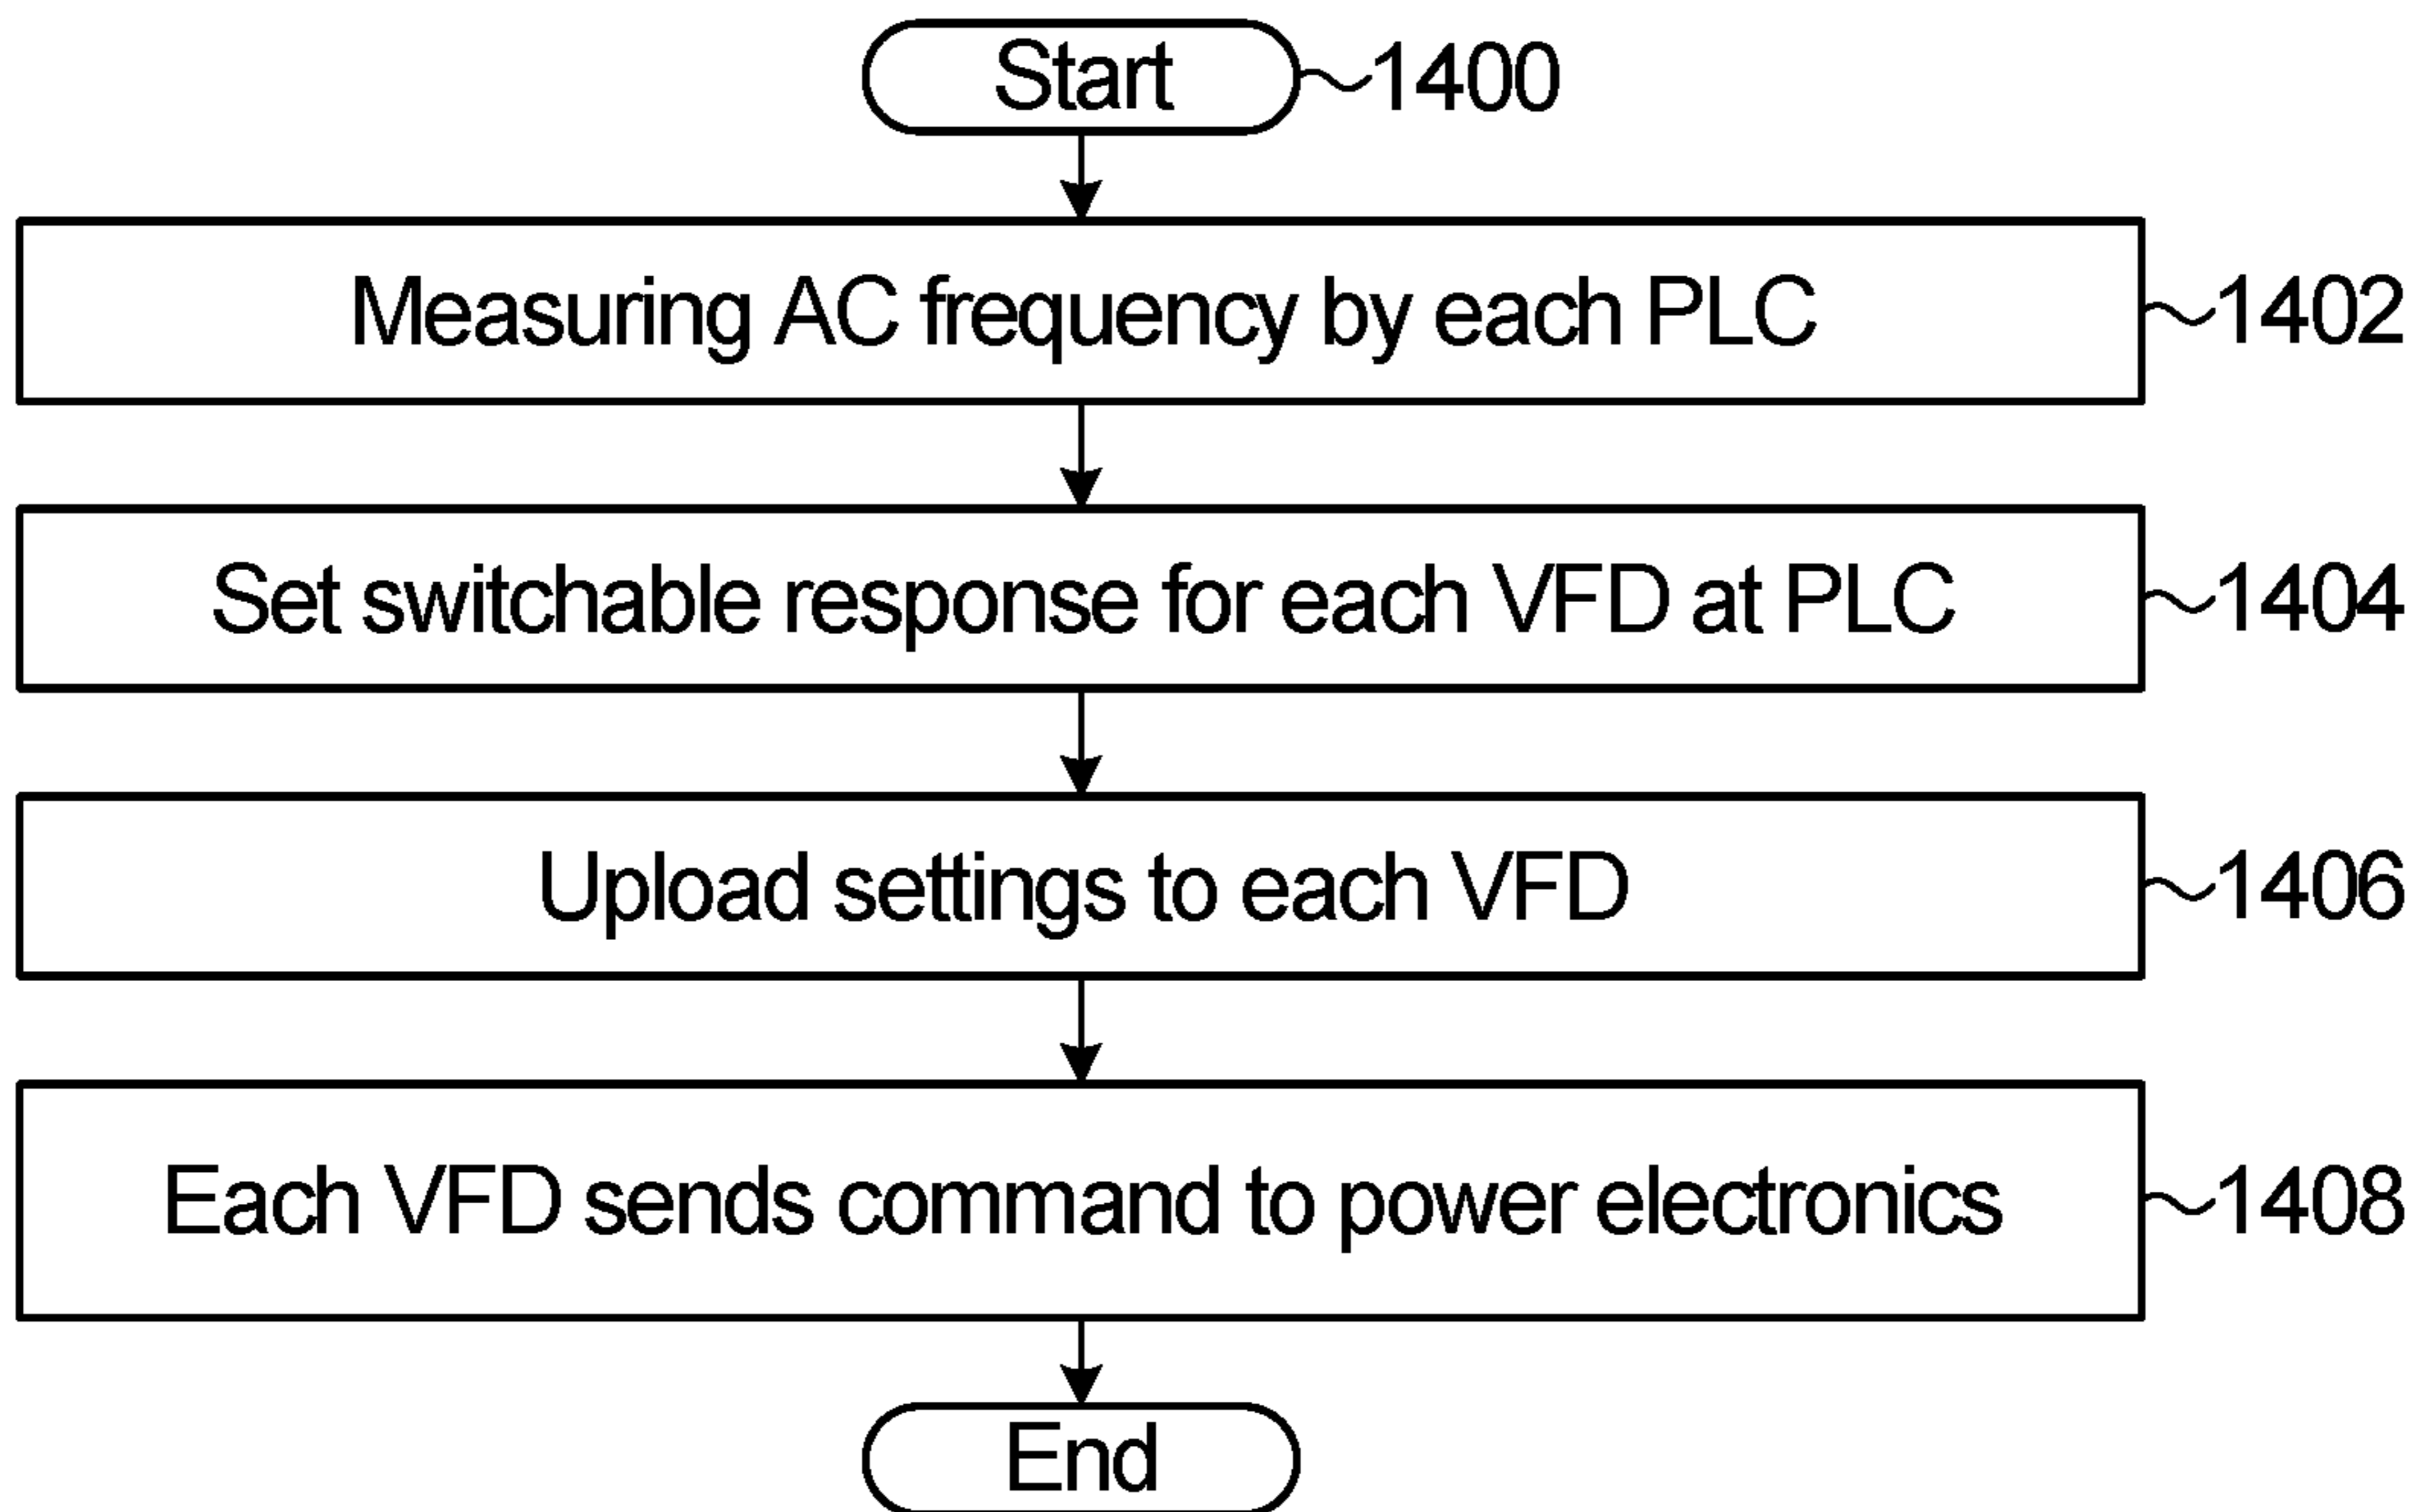 Start 1400
Measuring AC frequency by each PLC 1402
Set switchable response for each VFD at PLC 1404
Upload settings to each VFD 1406
Each VFD sends command to power electronics 1408
End